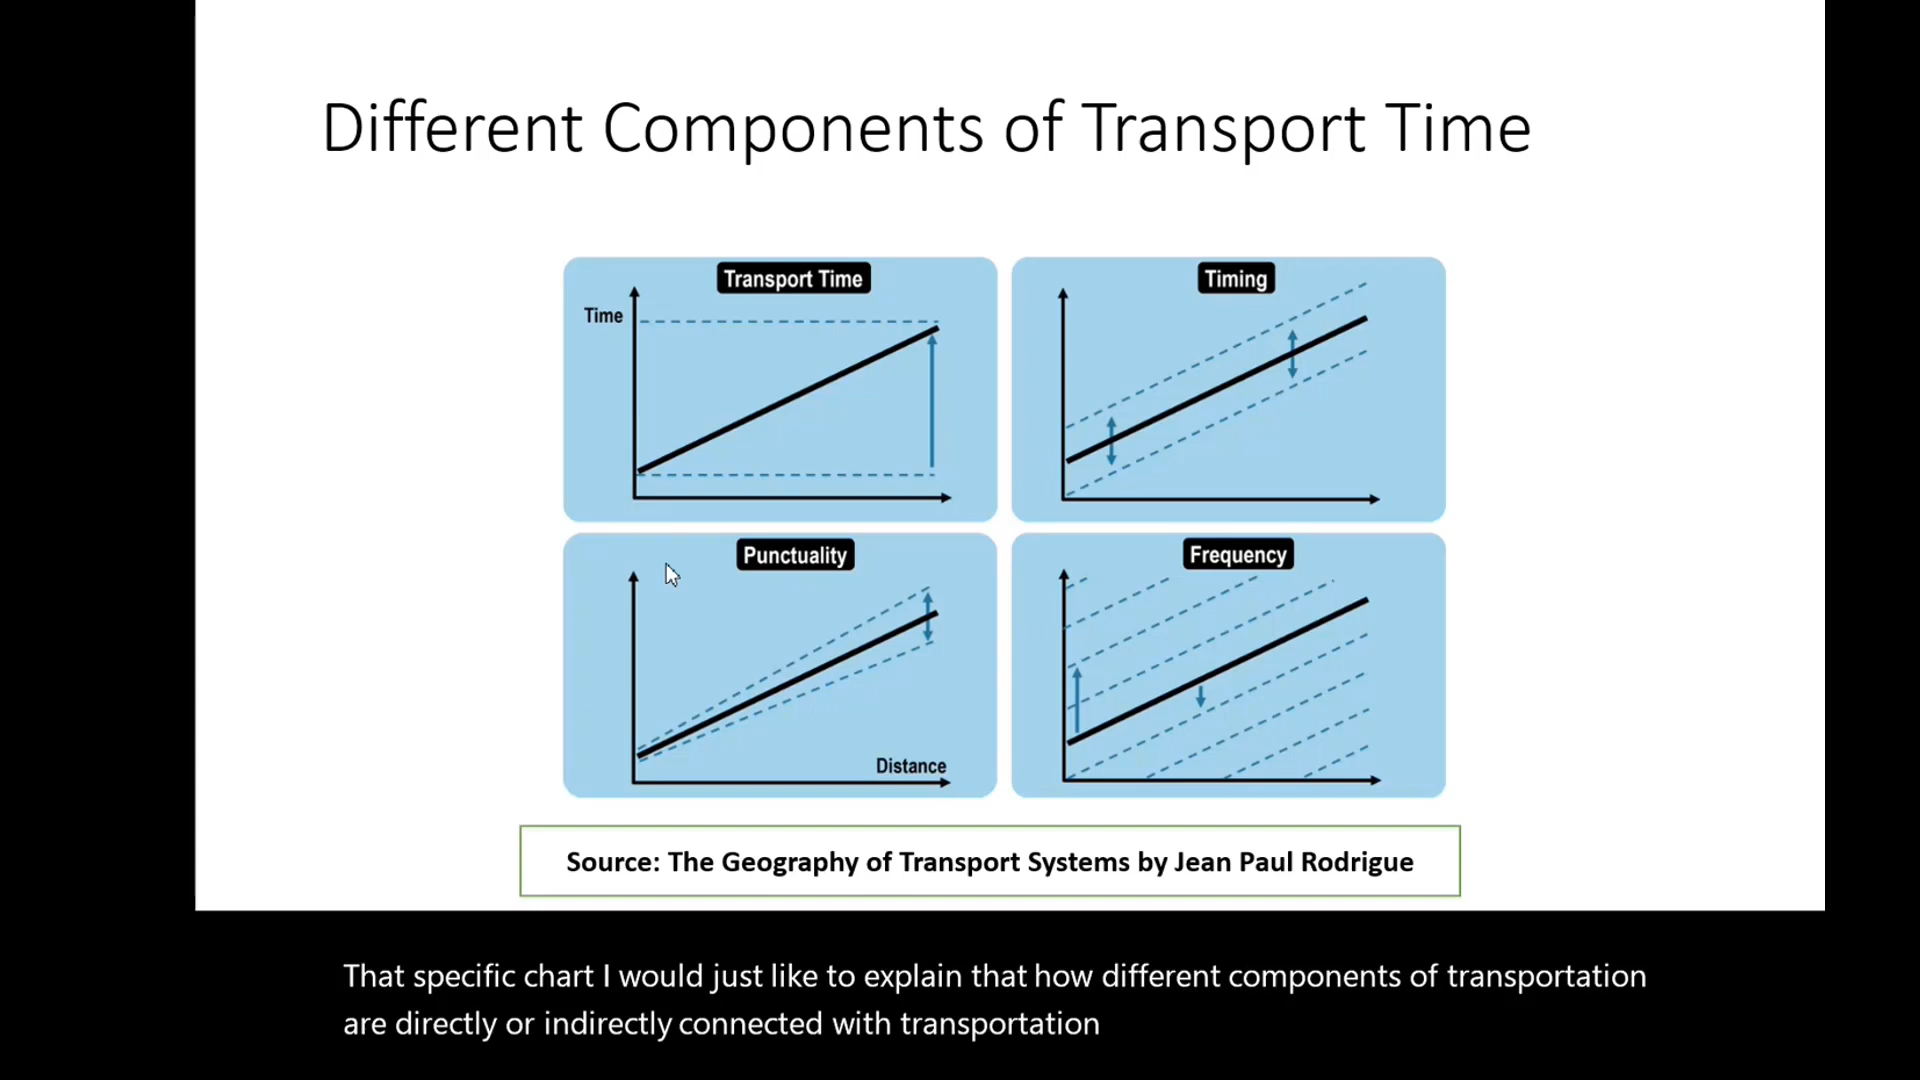 Different Components of Transport Time
Transport Time
Time
Timing
Punctuality
Distance
Frequency
Source: The Geography of Transport Systems by Jean Paul Rodrigue
That specific chart I would just like to explain that how different components of transportation
are directly or indirectly connected with transportation